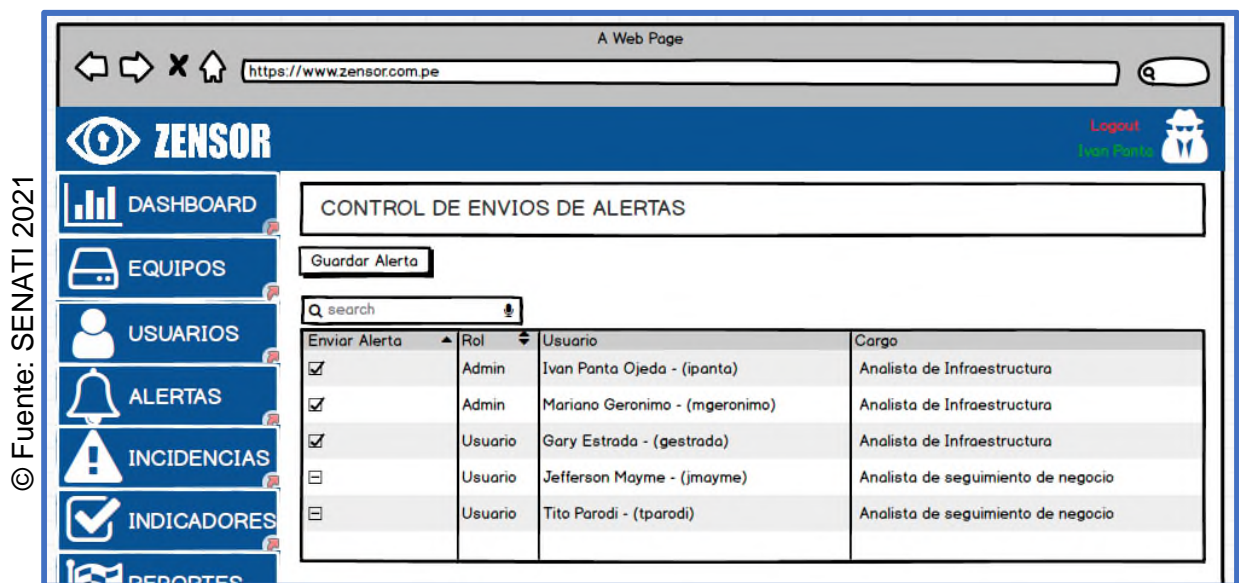 A Web Page
https://www.zensor.com.pe
ZENSOR
Logout
Ivan Panta
© Fuente: SENATI 2021
DASHBOARD
EQUIPOS
USUARIOS
ALERTAS
INCIDENCIAS
INDICADORES
REPORTES
CONTROL DE ENVIOS DE ALERTAS
Guardar Alerta
search
Enviar Alerta Rol Usuario Cargo
Admin Ivan Panta Ojeda - (ipanta) Analista de Infraestructura
Admin Mariano Geronimo - (mgeronimo) Analista de Infraestructura
Usuario Gary Estrada - (gestrada) Analista de Infraestructura
Usuario Jefferson Mayme - (jmayme) Analista de seguimiento de negocio
Usuario Tito Parodi - (tparodi) Analista de seguimiento de negocio